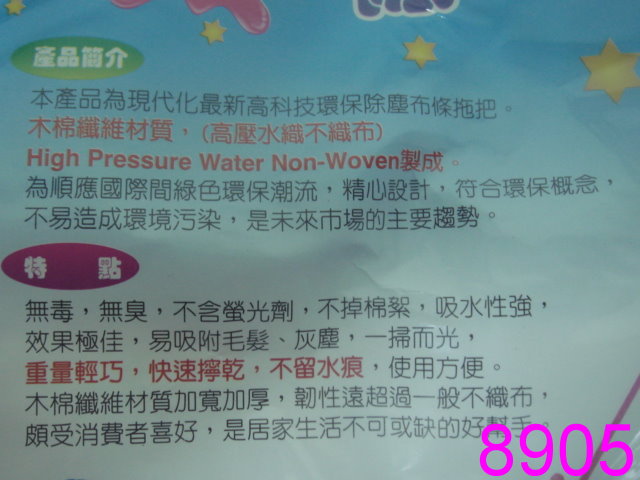 產品簡介
本產品為現代化最新高科技環保除塵布條拖把。
木棉纖維材質,(高壓水織不織布)
High Pressure Water Non-Woven製成。
為順應國際間綠色環保潮流,精心設計,符合環保概念,
不易造成環境污染,是未來市場的主要趨勢。
特 點
無毒,無臭,不含螢光劑,不掉棉絮,吸水性強,
效果極佳,易吸附毛髮、灰塵,一掃而光,
重量輕巧,快速擰乾,不留水痕,使用方便。
木棉纖維材質加寬加厚,韌性遠超過一般不織布,
頗受消費者喜好,是居家生活不可或缺的好幫手。
8905